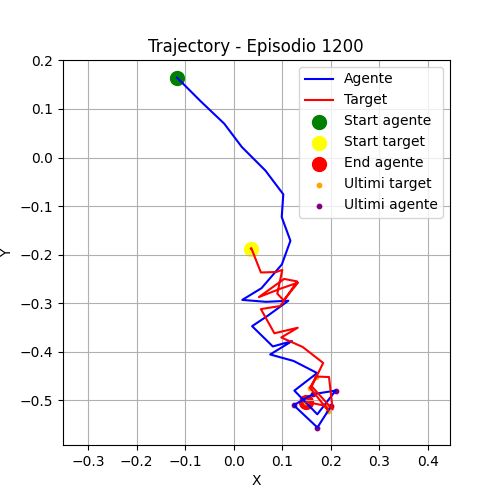 Trajectory - Episodio 1200
Agente
Target
Start agente
Start target
End agente
Ultimi target
Ultimi agente
0.2
0.1
0.0
−0.1
−0.2
−0.3
−0.4
−0.5
Y
−0.3 −0.2 −0.1 0.0 0.1 0.2 0.3 0.4
X